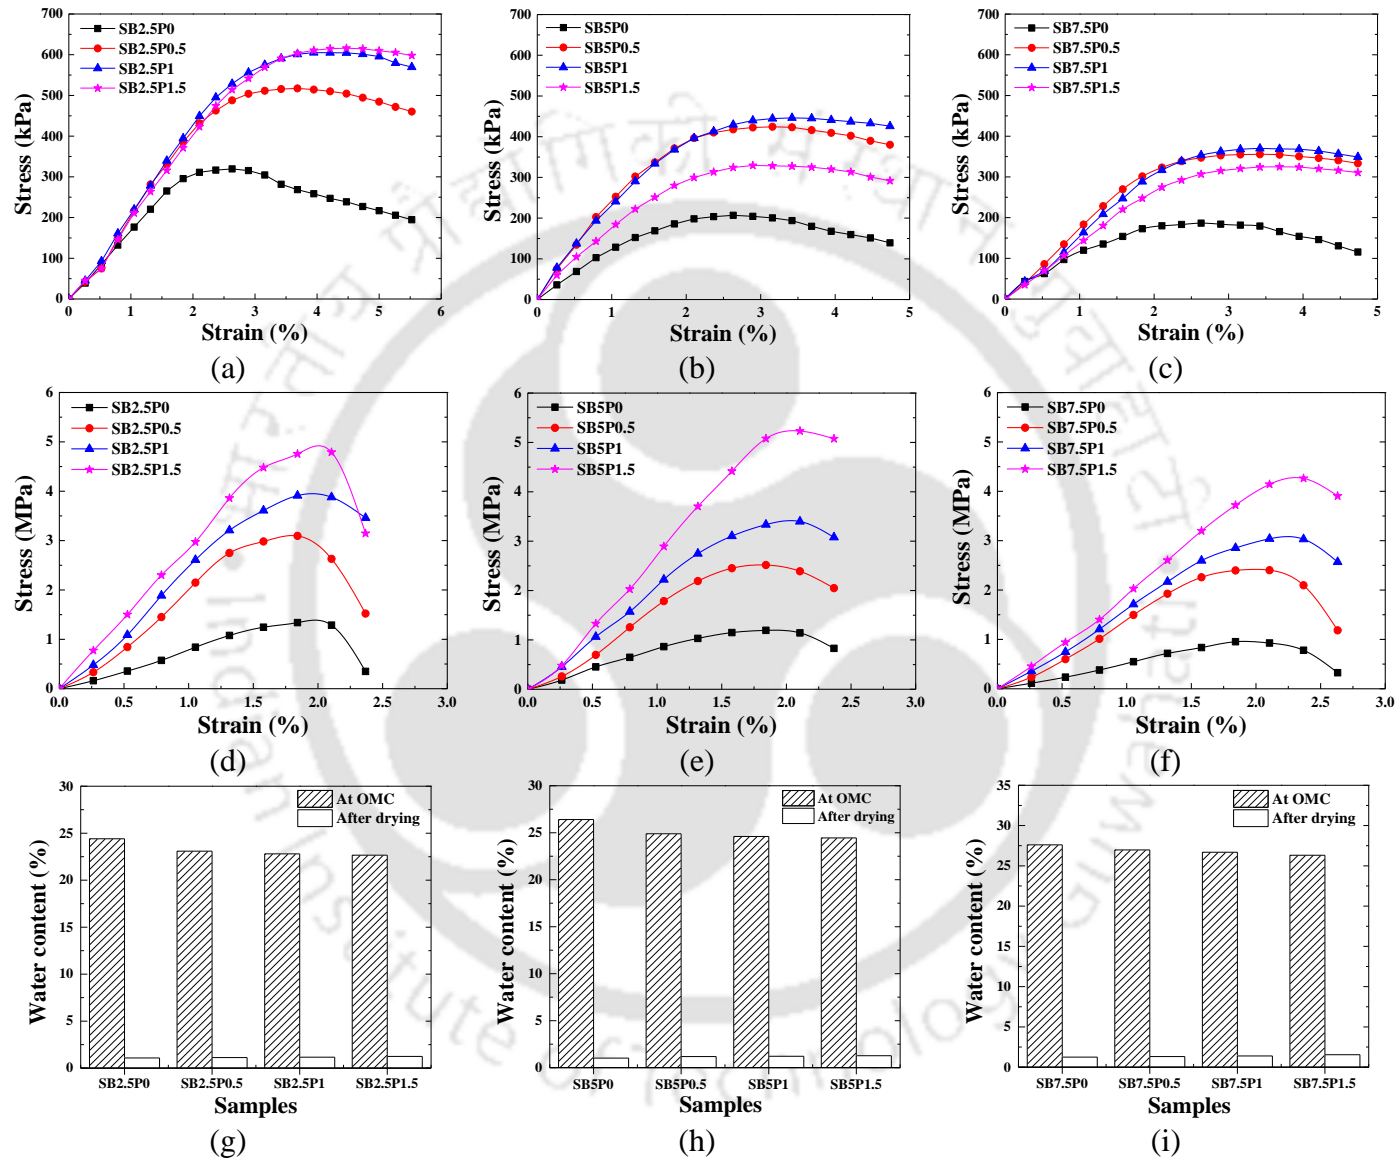 700
600
500
400
300
200
100
0
Stress (kPa)
SB2.5P0
SB2.5P0.5
SB2.5P1
SB2.5P1.5
0 1 2 3 4 5 6
Strain (%)
(a)
700
600
500
400
300
200
100
0
Stress (kPa)
SB5P0
SB5P0.5
SB5P1
SB5P1.5
0 1 2 3 4 5
Strain (%)
(b)
700
600
500
400
300
200
100
0
Stress (kPa)
SB7.5P0
SB7.5P0.5
SB7.5P1
SB7.5P1.5
0 1 2 3 4 5
Strain (%)
(c)
6
5
4
3
2
1
0
Stress (MPa)
SB2.5P0
SB2.5P0.5
SB2.5P1
SB2.5P1.5
0.0 0.5 1.0 1.5 2.0 2.5 3.0
Strain (%)
(d)
6
5
4
3
2
1
0
Stress (MPa)
SB5P0
SB5P0.5
SB5P1
SB5P1.5
0.0 0.5 1.0 1.5 2.0 2.5 3.0
Strain (%)
(e)
6
5
4
3
2
1
0
Stress (MPa)
SB7.5P0
SB7.5P0.5
SB7.5P1
SB7.5P1.5
0.0 0.5 1.0 1.5 2.0 2.5 3.0
Strain (%)
(f)
30
25
20
15
10
5
0
Water content (%)
At OMC
After drying
SB2.5P0 SB2.5P0.5 SB2.5P1 SB2.5P1.5
Samples
(g)
30
25
20
15
10
5
0
Water content (%)
At OMC
After drying
SB5P0 SB5P0.5 SB5P1 SB5P1.5
Samples
(h)
35
30
25
20
15
10
5
0
Water content (%)
At OMC
After drying
SB7.5P0 SB7.5P0.5 SB7.5P1 SB7.5P1.5
Samples
(i)
Indian Institute of Technology Guwahati